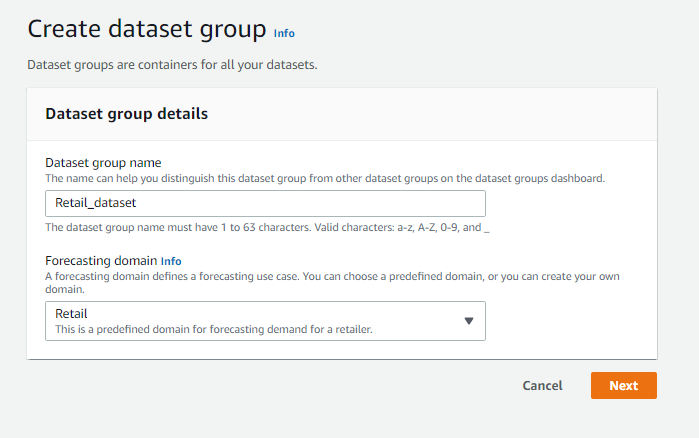 Create dataset group Info
Dataset groups are containers for all your datasets.
Dataset group details
Dataset group name
The name can help you distinguish this dataset group from other dataset groups on the dataset groups dashboard.
Retail_dataset
The dataset group name must have 1 to 63 characters. Valid characters: a-z, A-Z, 0-9, and _
Forecasting domain Info
A forecasting domain defines a forecasting use case. You can choose a predefined domain, or you can create your own
domain.
Retail
This is a predefined domain for forecasting demand for a retailer.
Cancel Next